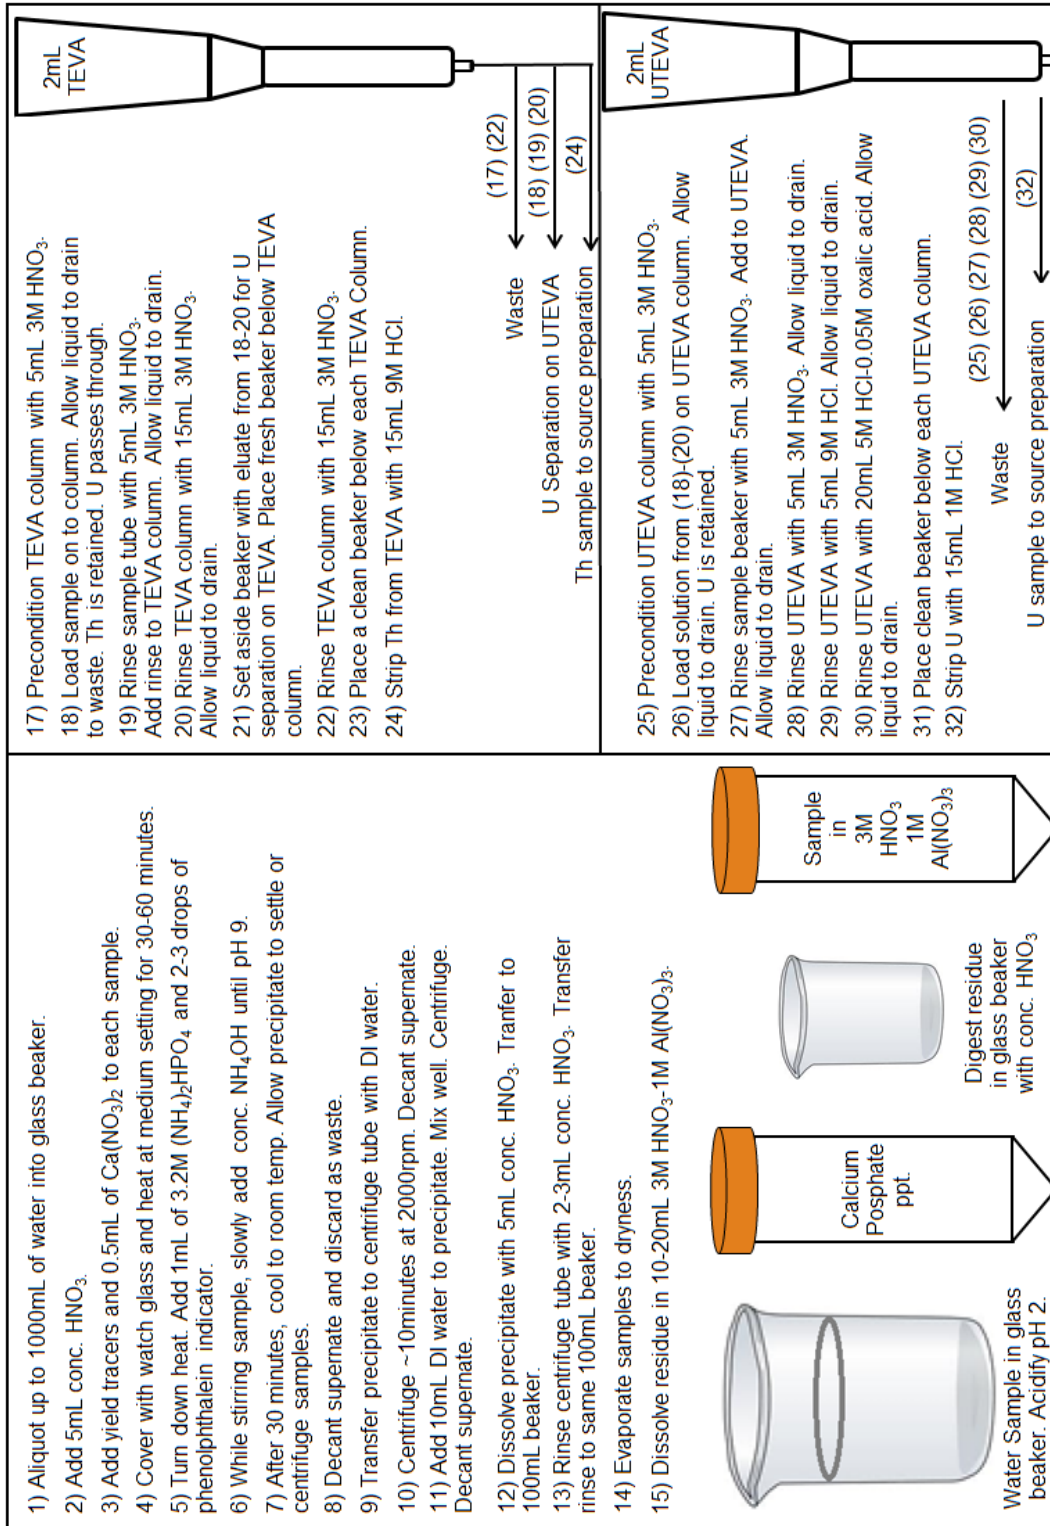 1) Aliquot up to 1000mL of water into glass beaker.
2) Add 5mL conc. HNO₃.
3) Add yield tracers and 0.5mL of Ca(NO₃)₂ to each sample.
4) Cover with watch glass and heat at medium setting for 30-60 minutes.
5) Turn down heat. Add 1mL of 3.2M (NH₄)₂HPO₄ and 2-3 drops of
phenolphthalein indicator.
6) While stirring sample, slowly add conc. NH₄OH until pH 9.
7) After 30 minutes, cool to room temp. Allow precipitate to settle or
centrifuge samples.
8) Decant supernate and discard as waste.
9) Transfer precipitate to centrifuge tube with DI water.
10) Centrifuge ~10minutes at 2000rpm. Decant supernate.
11) Add 10mL DI water to precipitate. Mix well. Centrifuge.
Decant supernate.
12) Dissolve precipitate with 5mL conc. HNO₃. Tranfer to
100mL beaker.
13) Rinse centrifuge tube with 2-3mL conc. HNO₃. Transfer
rinse to same 100mL beaker.
14) Evaporate samples to dryness.
15) Dissolve residue in 10-20mL 3M HNO₃-1M Al(NO₃)₃.
Water Sample in glass
beaker. Acidify pH 2.
Calcium
Posphate
ppt.
Digest residue
in glass beaker
with conc. HNO₃
Sample
in
3M
HNO₃
1M
Al(NO₃)₃
17) Precondition TEVA column with 5mL 3M HNO₃.
18) Load sample on to column. Allow liquid to drain
to waste. Th is retained. U passes through.
19) Rinse sample tube with 5mL 3M HNO₃.
Add rinse to TEVA column. Allow liquid to drain.
20) Rinse TEVA column with 15mL 3M HNO₃.
Allow liquid to drain.
21) Set aside beaker with eluate from 18-20 for U
separation on TEVA. Place fresh beaker below TEVA
column.
22) Rinse TEVA column with 15mL 3M HNO₃.
23) Place a clean beaker below each TEVA Column.
24) Strip Th from TEVA with 15mL 9M HCl.
2mL
TEVA
(17) (22)
Waste
(18) (19) (20)
U Separation on UTEVA
(24)
Th sample to source preparation
25) Precondition UTEVA column with 5mL 3M HNO₃.
26) Load solution from (18)-(20) on UTEVA column. Allow
liquid to drain. U is retained.
27) Rinse sample beaker with 5mL 3M HNO₃. Add to UTEVA.
Allow liquid to drain.
28) Rinse UTEVA with 5mL 3M HNO₃. Allow liquid to drain.
29) Rinse UTEVA with 5mL 9M HCl. Allow liquid to drain.
30) Rinse UTEVA with 20mL 5M HCl-0.05M oxalic acid. Allow
liquid to drain.
31) Place clean beaker below each UTEVA column.
32) Strip U with 15mL 1M HCl.
2mL
UTEVA
(25) (26) (27) (28) (29) (30)
Waste
(32)
U sample to source preparation